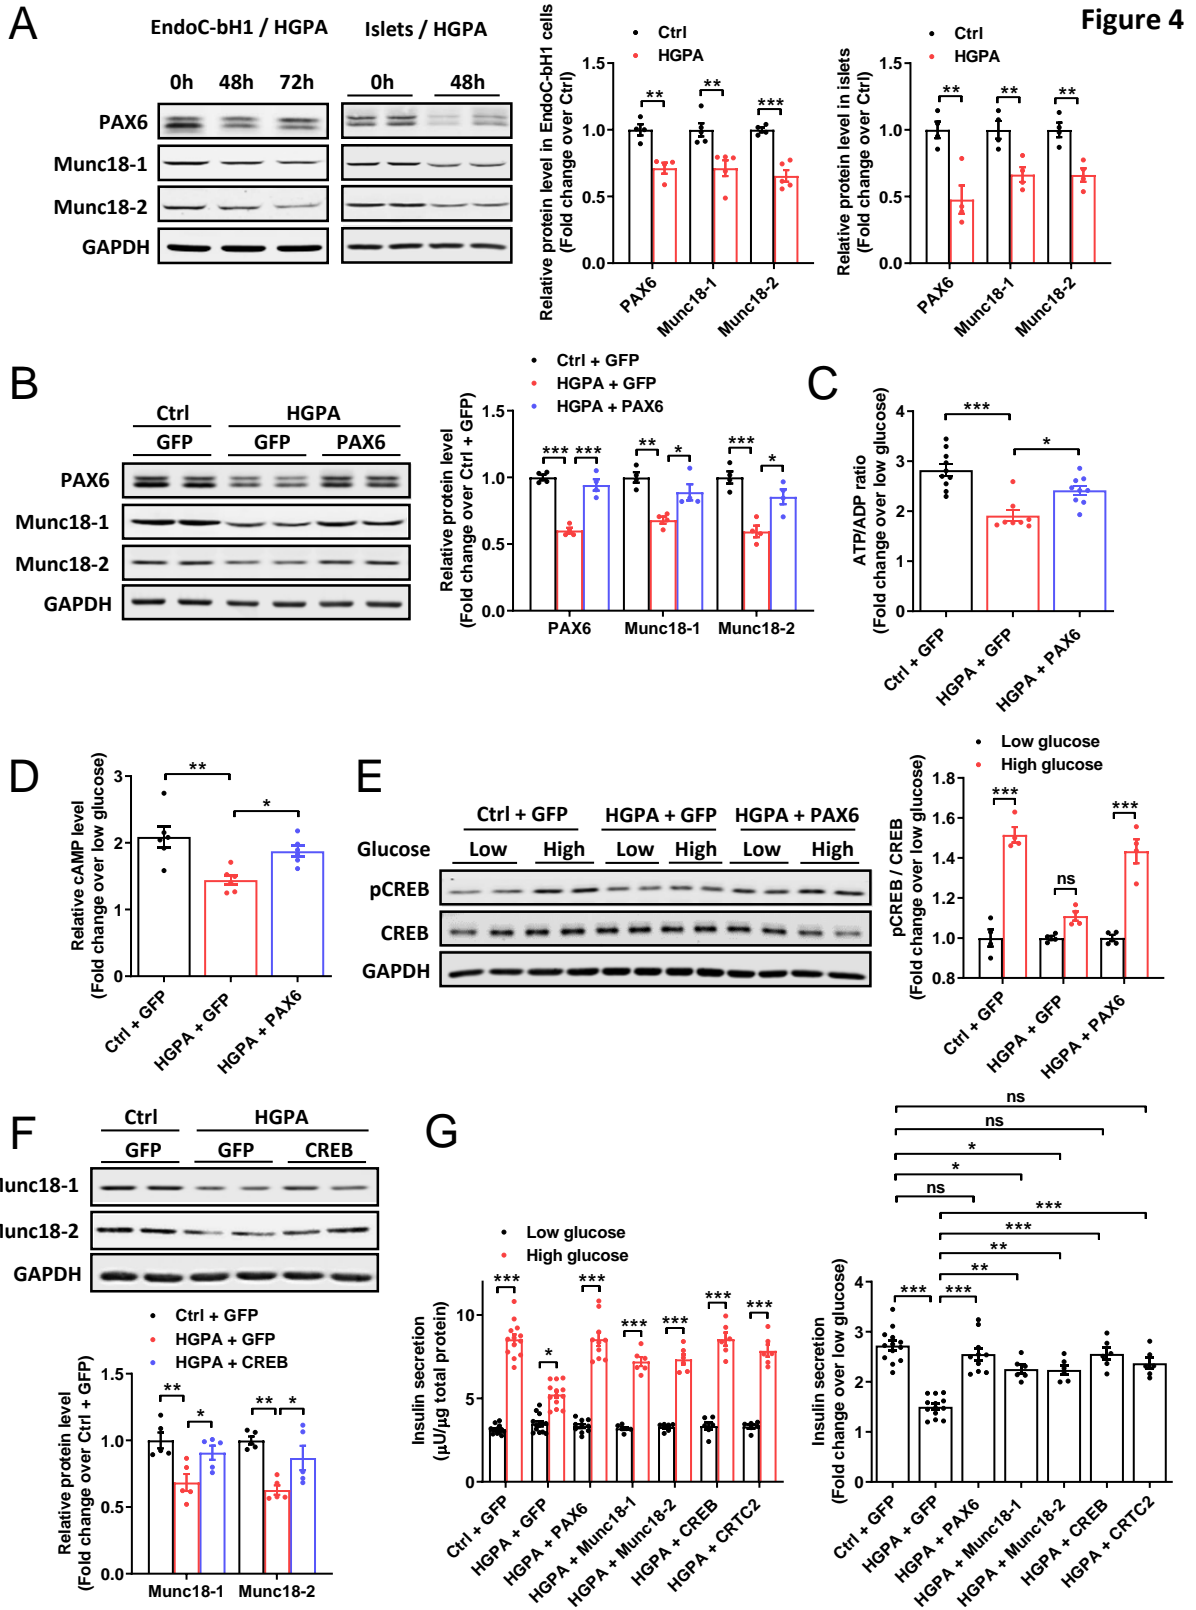 Figure 4
A
EndoC-bH1 / HGPA
Islets / HGPA
0h 48h 72h
0h 48h
PAX6
Munc18-1
Munc18-2
GAPDH
Ctrl
HGPA
Relative protein level in EndoC-bH1 cells
(Fold change over Ctrl)
1.5
1.0
0.5
0.0
** ** ***
PAX6
Munc18-1
Munc18-2
Ctrl
HGPA
Relative protein level in islets
(Fold change over Ctrl)
1.5
1.0
0.5
0.0
** ** **
PAX6
Munc18-1
Munc18-2
B
Ctrl HGPA
GFP GFP PAX6
PAX6
Munc18-1
Munc18-2
GAPDH
Ctrl + GFP
HGPA + GFP
HGPA + PAX6
Relative protein level
(Fold change over Ctrl + GFP)
1.5
1.0
0.5
0.0
*** *** ** * *** *
PAX6 Munc18-1 Munc18-2
C
ATP/ADP ratio
(Fold change over low glucose)
4
3
2
1
0
***
*
Ctrl + GFP
HGPA + GFP
HGPA + PAX6
D
Relative cAMP level
(Fold change over low glucose)
3
2
1
0
**
*
Ctrl + GFP
HGPA + GFP
HGPA + PAX6
E
Ctrl + GFP HGPA + GFP HGPA + PAX6
Glucose Low High Low High Low High
pCREB
CREB
GAPDH
Low glucose
High glucose
pCREB / CREB
(Fold change over low glucose)
1.8
1.6
1.4
1.2
1.0
0.8
*** ns ***
Ctrl + GFP
HGPA + GFP
HGPA + PAX6
F
Ctrl HGPA
GFP GFP CREB
Munc18-1
Munc18-2
GAPDH
Ctrl + GFP
HGPA + GFP
HGPA + CREB
Relative protein level
(Fold change over Ctrl + GFP)
1.5
1.0
0.5
0.0
** * ** *
Munc18-1 Munc18-2
G
Low glucose
High glucose
Insulin secretion
(μU/μg total protein)
10
5
0
*** * *** *** *** *** ***
Ctrl + GFP
HGPA + GFP
HGPA + PAX6
HGPA + Munc18-1
HGPA + Munc18-2
HGPA + CREB
HGPA + CRTC2
Insulin secretion
(Fold change over low glucose)
4
3
2
1
0
ns
ns
*
*
ns
***
***
**
**
*** ***
Ctrl + GFP
HGPA + GFP
HGPA + PAX6
HGPA + Munc18-1
HGPA + Munc18-2
HGPA + CREB
HGPA + CRTC2